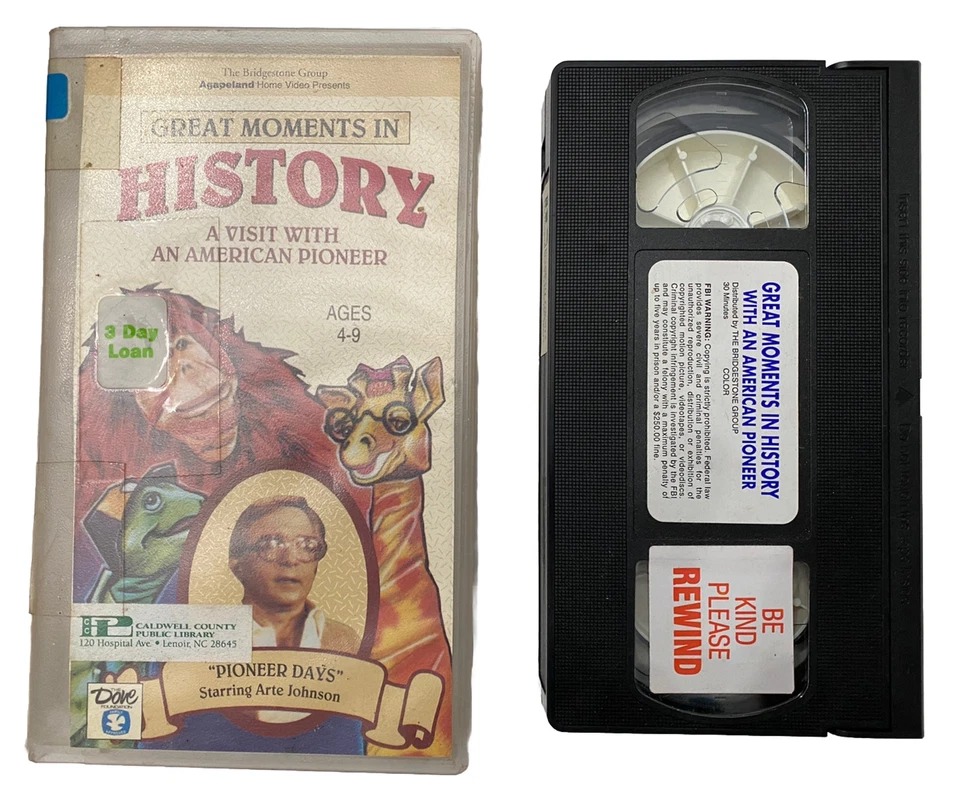 The Bridgestone Group
Agapeland Home Video Presents
GREAT MOMENTS IN
HISTORY
A VISIT WITH
AN AMERICAN PIONEER
AGES
4-9
3 Day
Loan
CALDWELL COUNTY
PUBLIC LIBRARY
120 Hospital Ave. • Lenoir, NC 28645
"PIONEER DAYS"
Starring Arte Johnson
Dove
FOUNDATION
GREAT MOMENTS IN HISTORY
WITH AN AMERICAN PIONEER
Distributed by THE BRIDGESTONE GROUP
30 Minutes COLOR
FBI WARNING: Copying is strictly prohibited. Federal law
provides severe civil and criminal penalties for the
unauthorized reproduction, distribution or exhibition of
copyrighted motion picture, videotapes, or videodiscs.
Criminal copyright infringement is investigated by the FBI
and may constitute a felony with a maximum penalty of
up to five years in prison and/or a $250.00 fine.
BE
KIND
PLEASE
REWIND